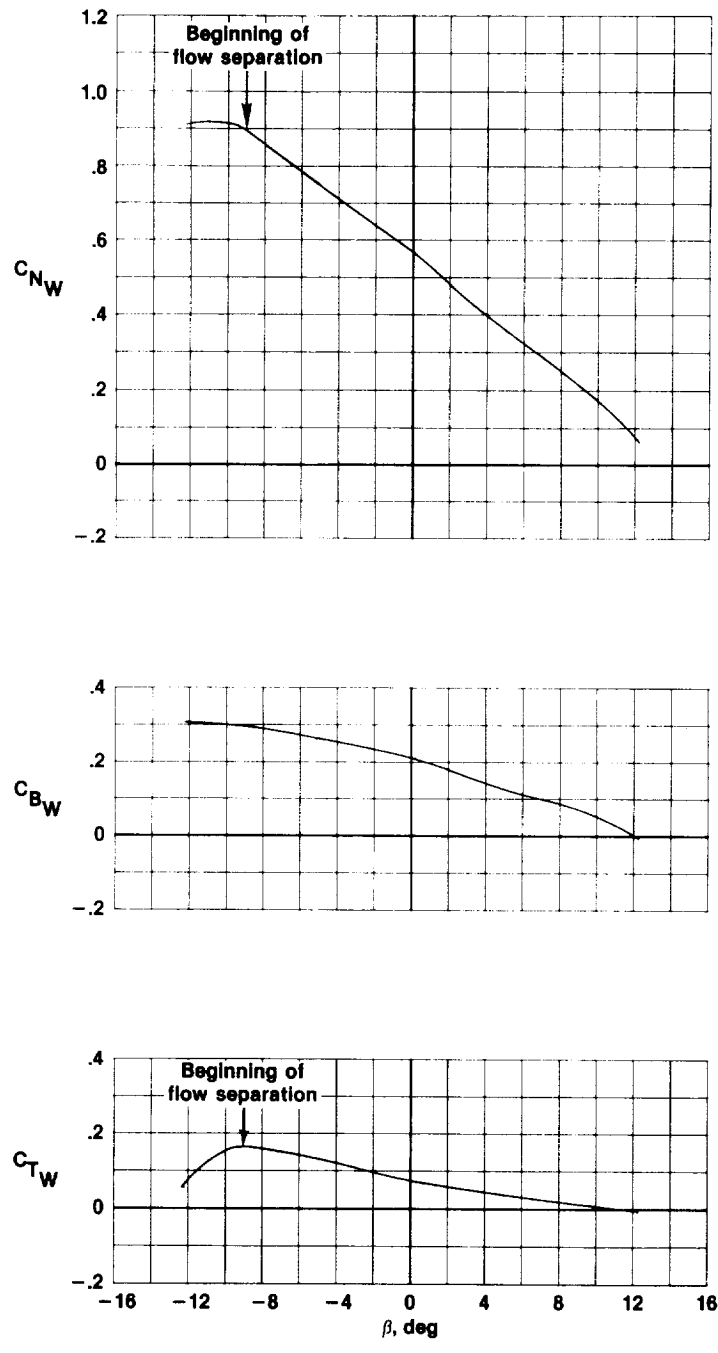 1.2
Beginning of
flow separation
1.0
.8
.6
C_N_W
.4
.2
0
-.2
.4
.2
C_B_W
0
-.2
.4
Beginning of
flow separation
.2
C_T_W
0
-.2
-16 -12 -8 -4 0 4 8 12 16
β, deg